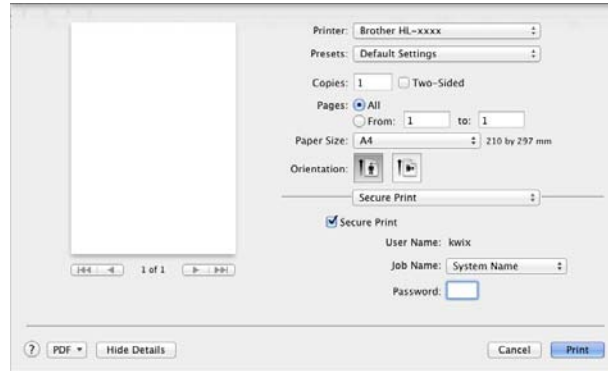 Printer: Brother HL-xxxx
Presets: Default Settings
Copies: 1 Two-Sided
Pages: All
From: 1 to: 1
Paper Size: A4 210 by 297 mm
Orientation:
Secure Print
Secure Print
User Name: kwix
1 of 1
Job Name: System Name
Password:
? PDF Hide Details Cancel Print